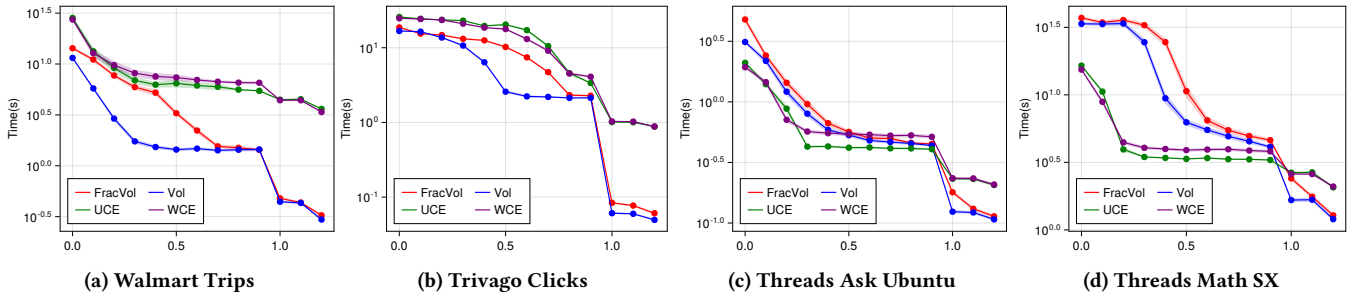 Time(s)
10^1.5
10^1.0
10^0.5
10^0.0
10^-0.5
FracVol
Vol
UCE
WCE
0.0
0.5
1.0
(a) Walmart Trips
Time(s)
10^1
10^0
10^-1
FracVol
Vol
UCE
WCE
0.0
0.5
1.0
(b) Trivago Clicks
Time(s)
10^0.5
10^0.0
10^-0.5
10^-1.0
FracVol
Vol
UCE
WCE
0.0
0.5
1.0
(c) Threads Ask Ubuntu
Time(s)
10^1.5
10^1.0
10^0.5
10^0.0
FracVol
Vol
UCE
WCE
0.0
0.5
1.0
(d) Threads Math SX